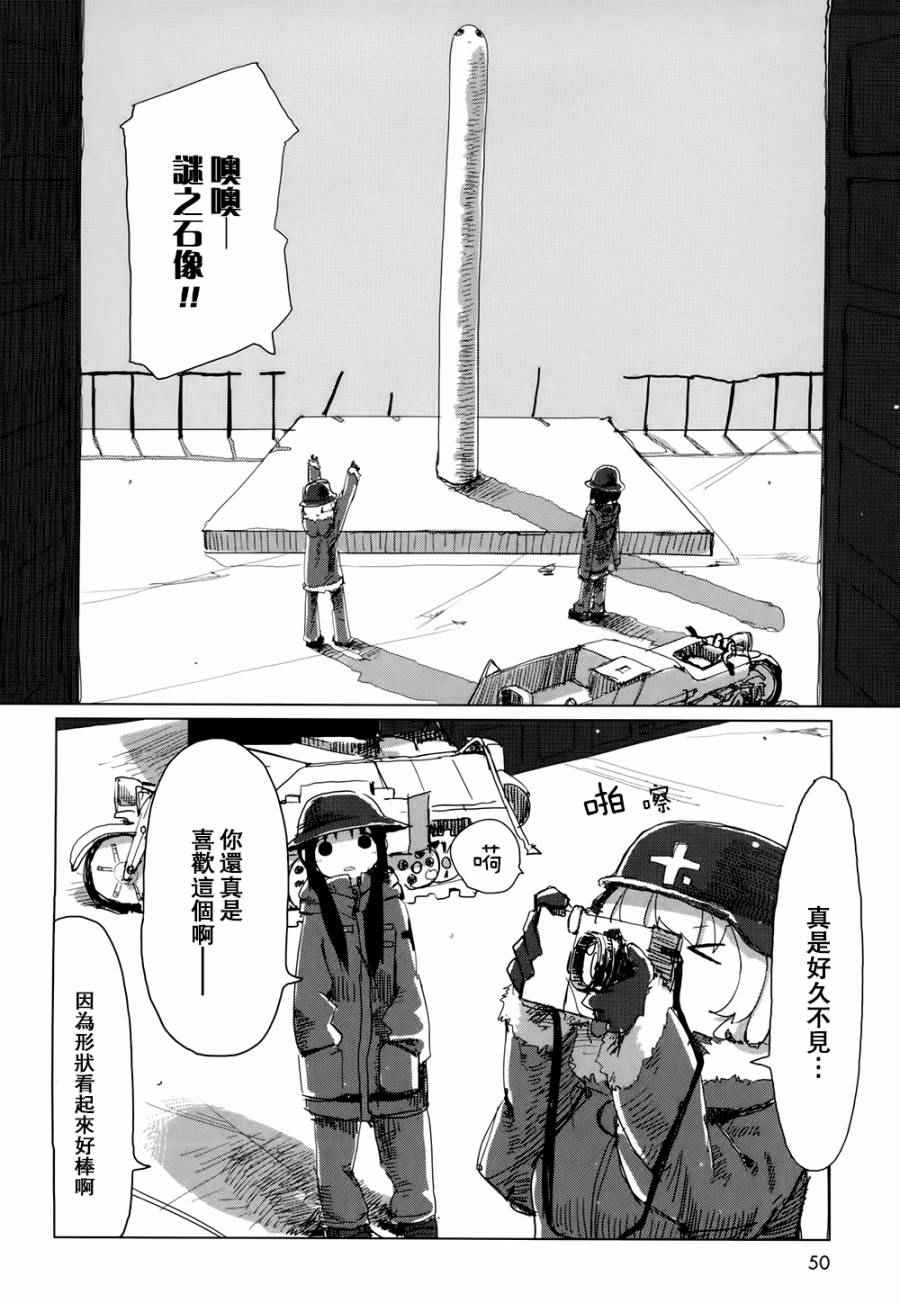 噢噢——
謎之石像!!
真是好久不見…
啪嚓
嗬
你還真是
喜歡這個啊——
因為形狀看起來好棒啊
50